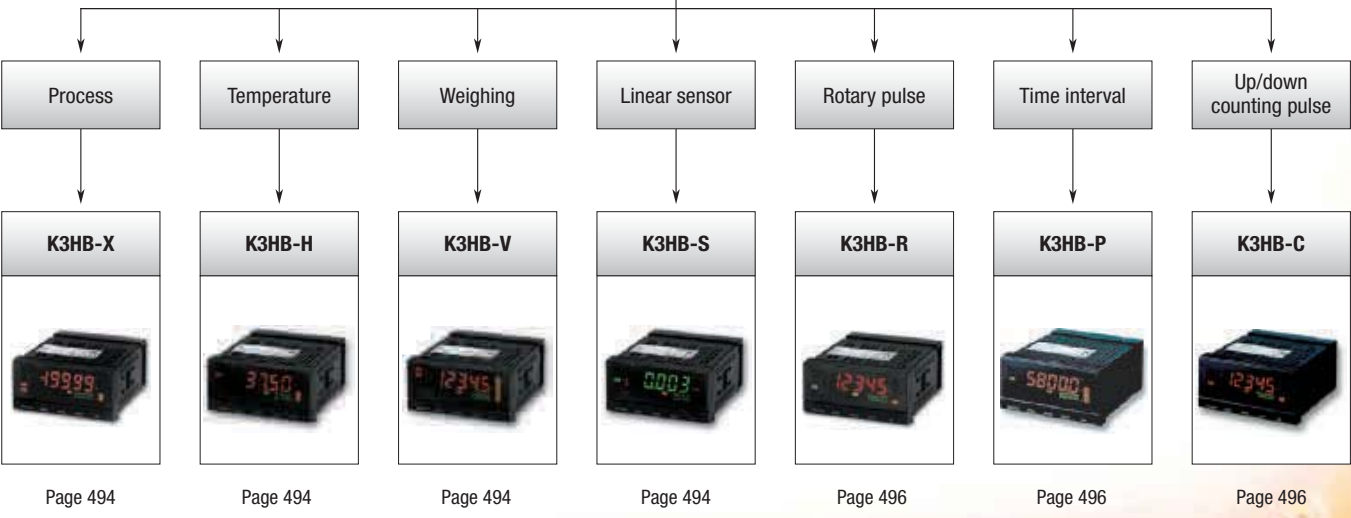 Process
Temperature
Weighing
Linear sensor
Rotary pulse
Time interval
Up/down
counting pulse
K3HB-X
K3HB-H
K3HB-V
K3HB-S
K3HB-R
K3HB-P
K3HB-C
-199.99
37.50
12345
0.003
12345
58000
12345
Page 494
Page 494
Page 494
Page 494
Page 496
Page 496
Page 496